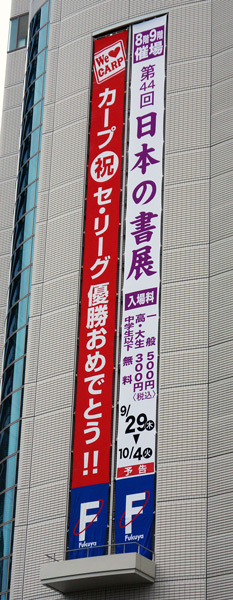 We♥CARP
カープ㊗セ・リーグ優勝おめでとう!!
F
Fukuya
8階9階
催場
第44回日本の書展
入場料
一般 500円
高・大生 300円(税込)
中学生以下 無料
9/29木
▼
10/4火
予告
F
Fukuya